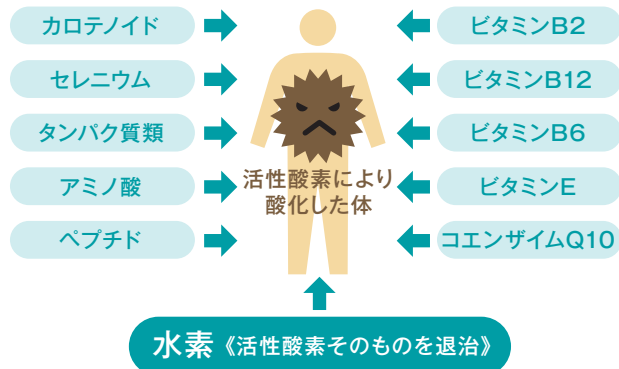 カロテノイド
セレニウム
タンパク質類
アミノ酸
ペプチド
ビタミンB2
ビタミンB12
ビタミンB6
ビタミンE
コエンザイムQ10
活性酸素により
酸化した体
水素《活性酸素そのものを退治》